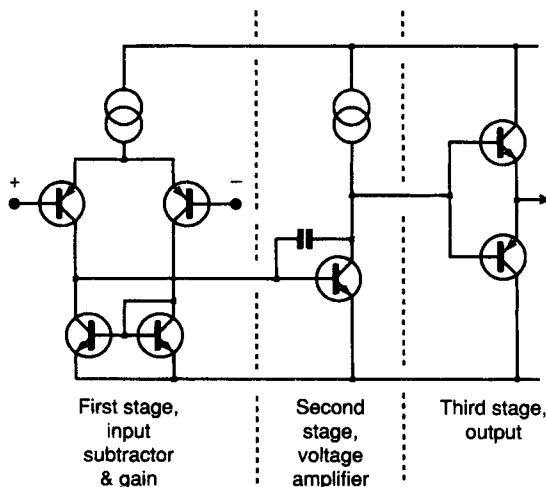 +
−
First stage,
input
subtractor
& gain
Second
stage,
voltage
amplifier
Third stage,
output